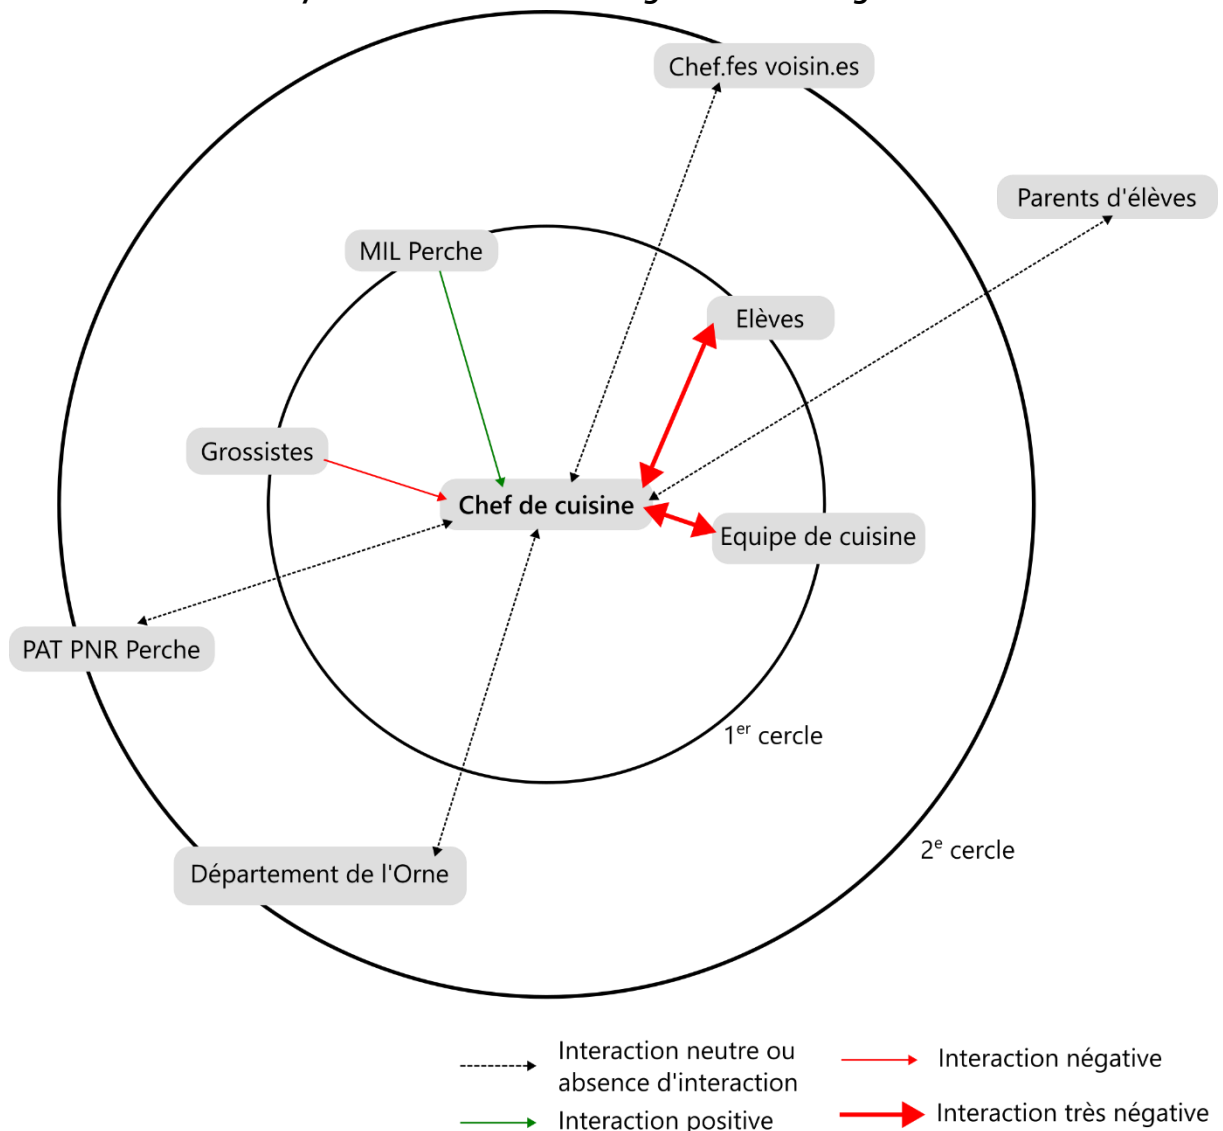 Chef.fes voisin.es
Parents d'élèves
MIL Perche
Elèves
Grossistes
Chef de cuisine
Equipe de cuisine
PAT PNR Perche
1er cercle
2e cercle
Département de l'Orne
Interaction neutre ou
absence d'interaction
Interaction positive
Interaction négative
Interaction très négative